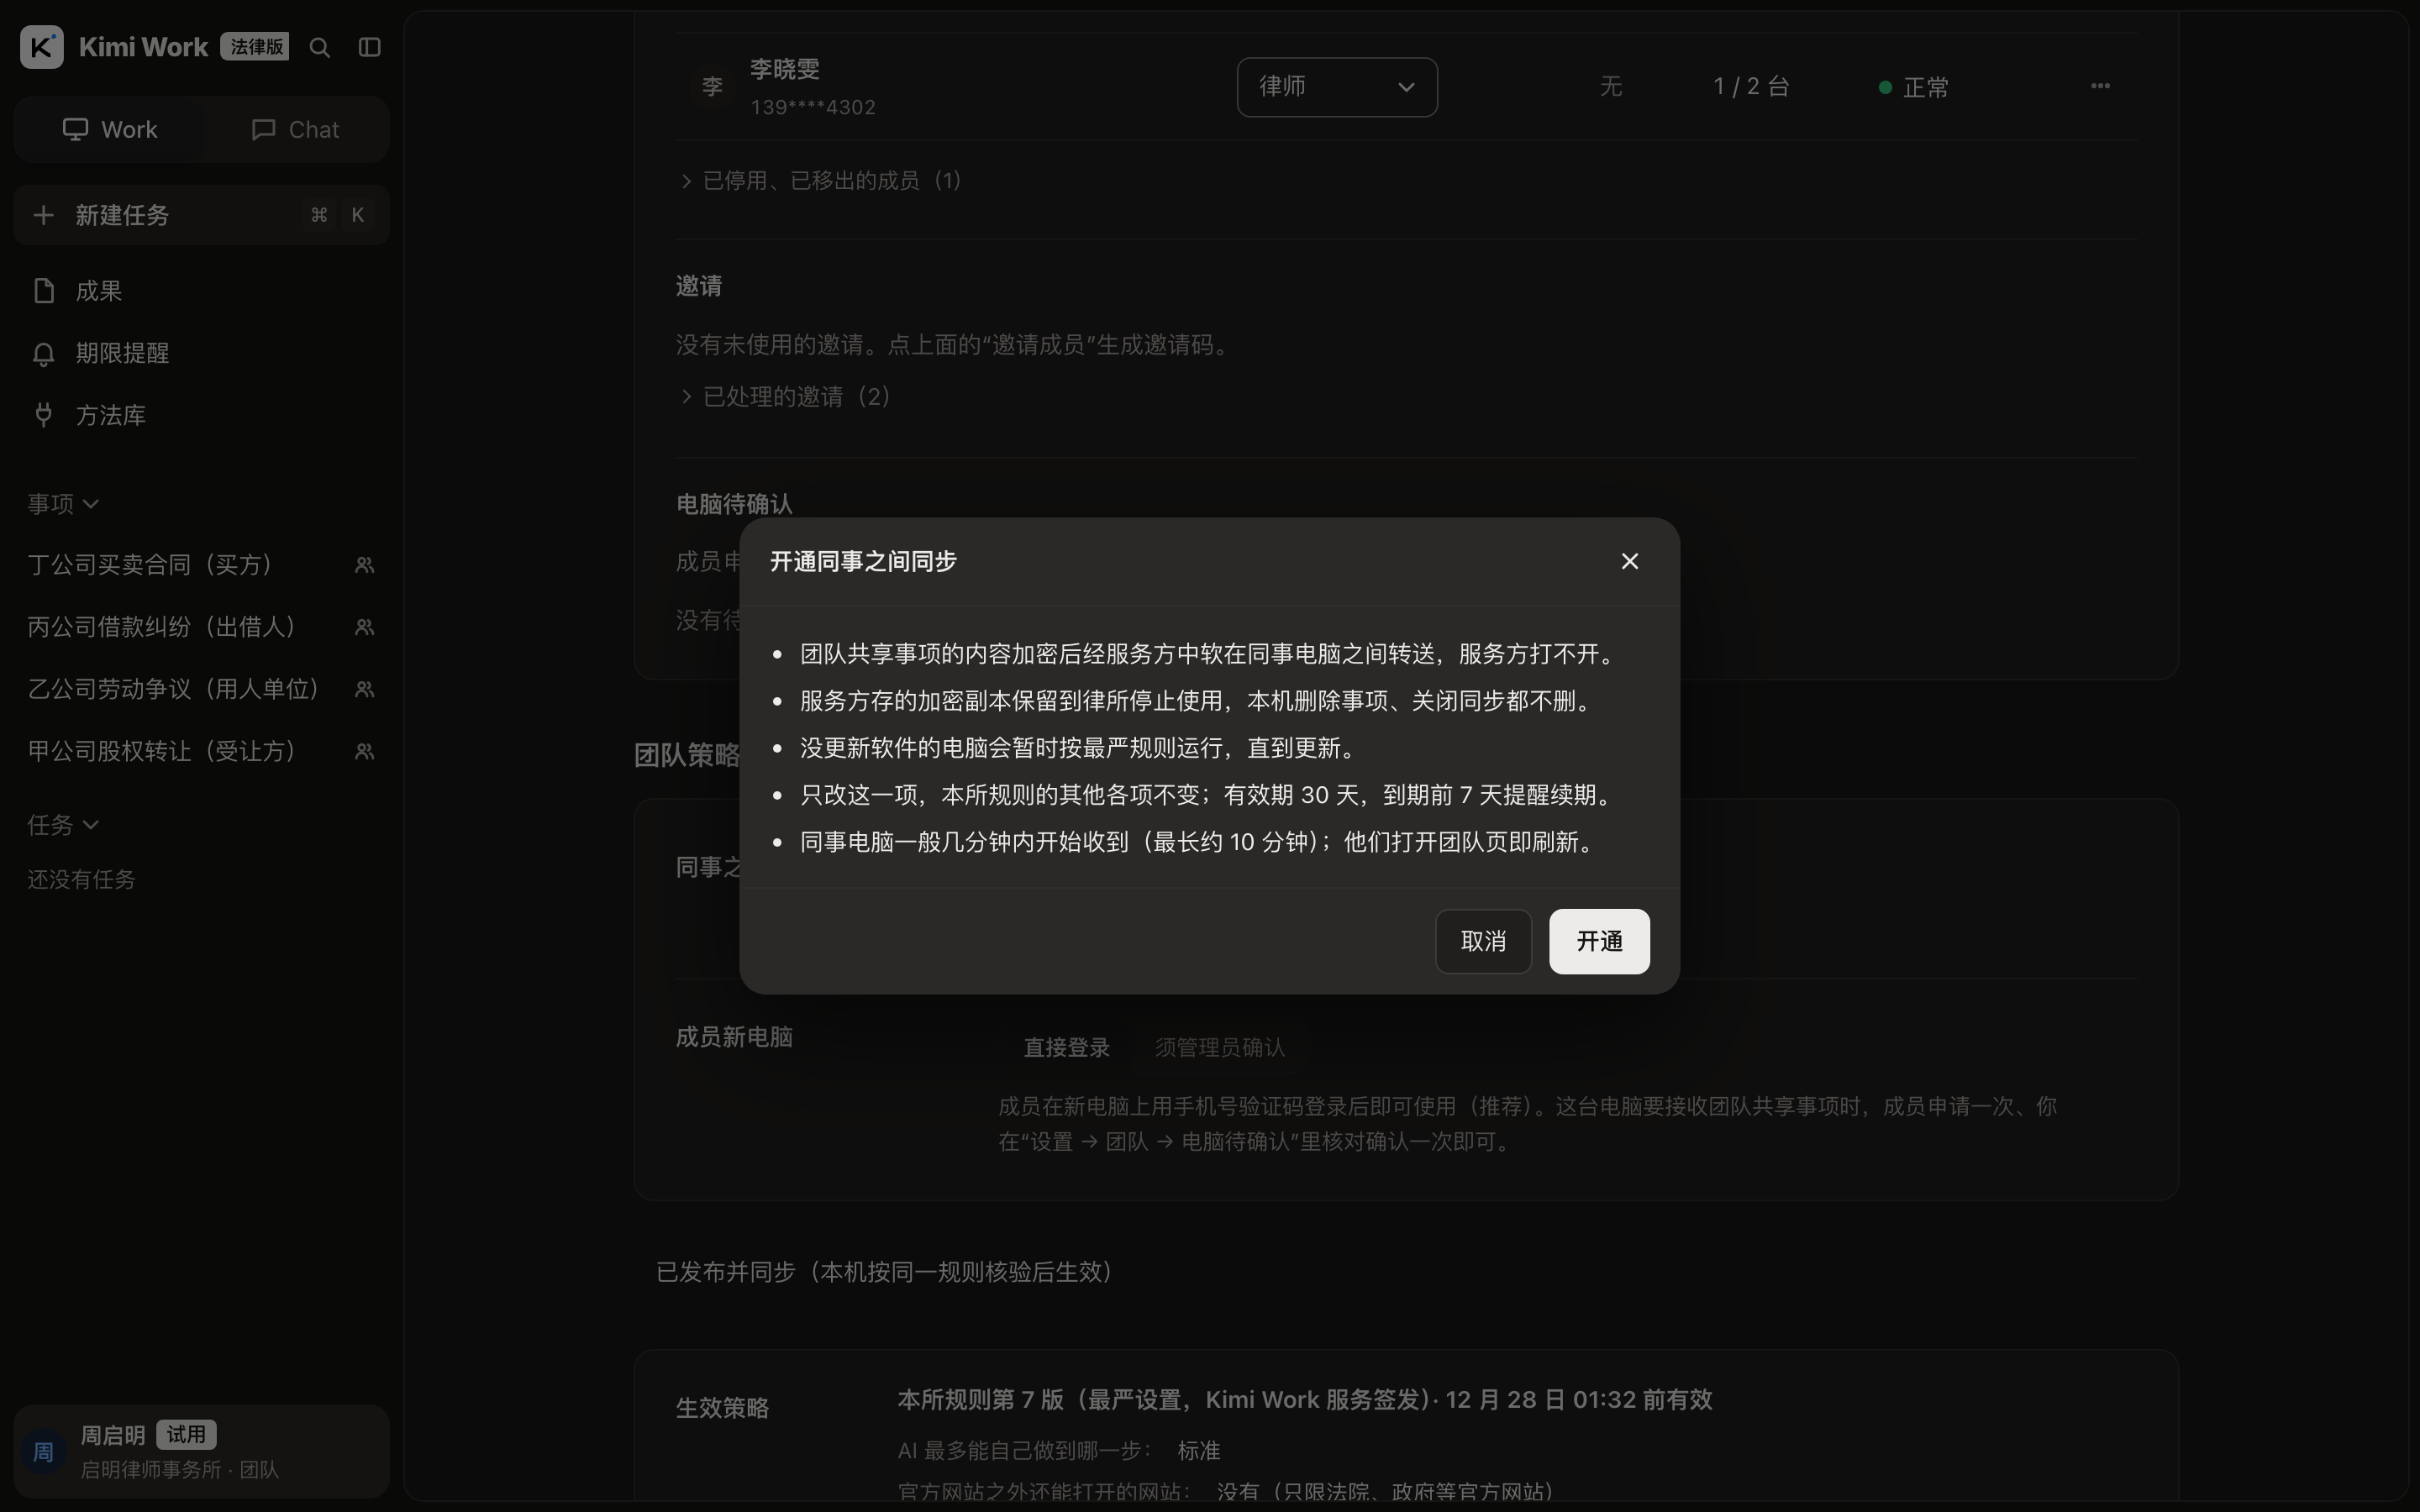 Kimi Work 法律版
Work
Chat
新建任务 ⌘ K
成果
期限提醒
方法库
事项
丁公司买卖合同（买方）
丙公司借款纠纷（出借人）
乙公司劳动争议（用人单位）
甲公司股权转让（受让方）
任务
还没有任务
周 周启明 试用
启明律师事务所 · 团队
李 李晓雯 律师 无 1 / 2 台 正常
139****4302
已停用、已移出的成员（1）
邀请
没有未使用的邀请。点上面的“邀请成员”生成邀请码。
已处理的邀请（2）
电脑待确认
成员申
没有待
开通同事之间同步
团队共享事项的内容加密后经服务方中软在同事电脑之间转送，服务方打不开。
服务方存的加密副本保留到律所停止使用，本机删除事项、关闭同步都不删。
没更新软件的电脑会暂时按最严规则运行，直到更新。
只改这一项，本所规则的其他各项不变；有效期 30 天，到期前 7 天提醒续期。
同事电脑一般几分钟内开始收到（最长约 10 分钟）；他们打开团队页即刷新。
取消
开通
团队策略
同事之
成员新电脑
直接登录
须管理员确认
成员在新电脑上用手机号验证码登录后即可使用（推荐）。这台电脑要接收团队共享事项时，成员申请一次、你
在“设置 → 团队 → 电脑待确认”里核对确认一次即可。
已发布并同步（本机按同一规则核验后生效）
生效策略
本所规则第 7 版（最严设置，Kimi Work 服务签发）· 12 月 28 日 01:32 前有效
AI 最多能自己做到哪一步： 标准
官方网站之外还能打开的网站： 没有（只限法院、政府等官方网站）